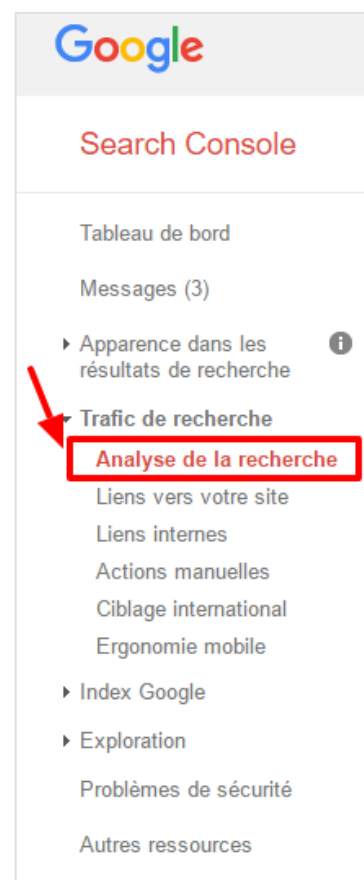 Google
Search Console
Tableau de bord
Messages (3)
Apparence dans les
résultats de recherche
Trafic de recherche
Analyse de la recherche
Liens vers votre site
Liens internes
Actions manuelles
Ciblage international
Ergonomie mobile
Index Google
Exploration
Problèmes de sécurité
Autres ressources